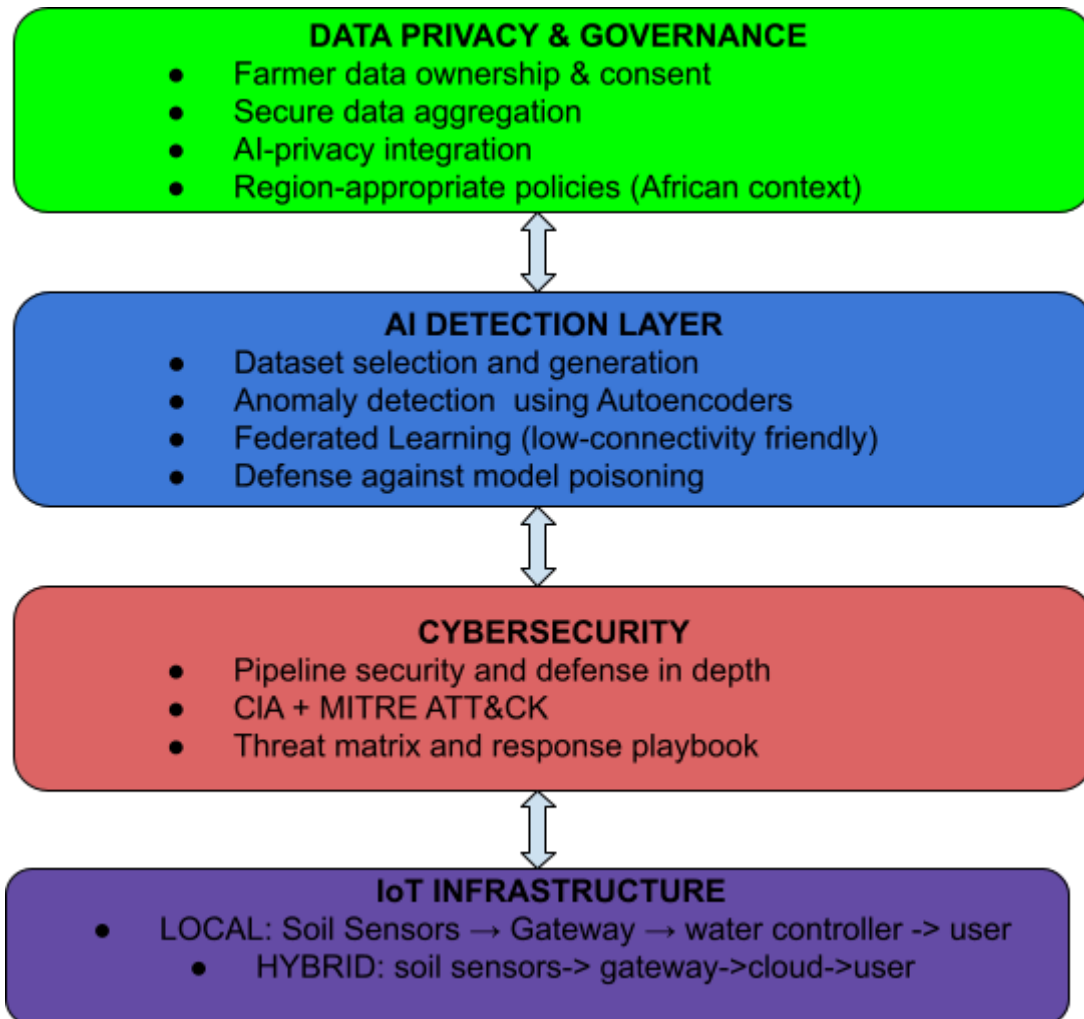 DATA PRIVACY & GOVERNANCE
● Farmer data ownership & consent
● Secure data aggregation
● AI-privacy integration
● Region-appropriate policies (African context)
AI DETECTION LAYER
● Dataset selection and generation
● Anomaly detection  using Autoencoders
● Federated Learning (low-connectivity friendly)
● Defense against model poisoning
CYBERSECURITY
● Pipeline security and defense in depth
● CIA + MITRE ATT&CK
● Threat matrix and response playbook
IoT INFRASTRUCTURE
● LOCAL: Soil Sensors → Gateway → water controller -> user
● HYBRID: soil sensors-> gateway->cloud->user